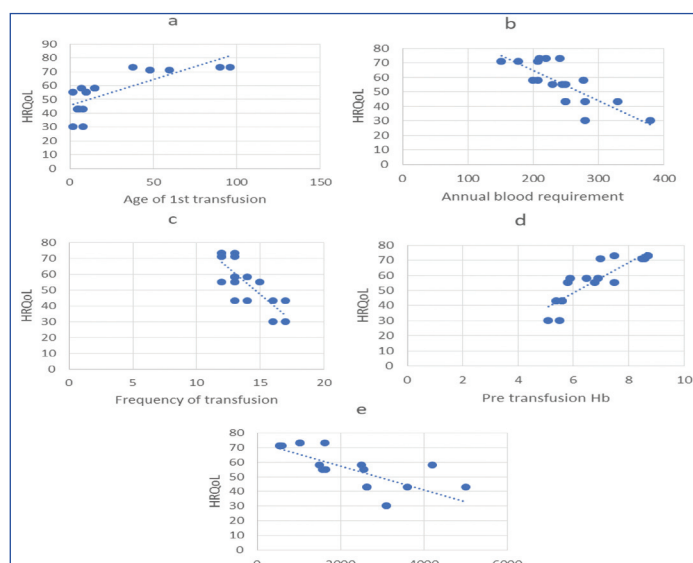 a
90
80
70
60
50
40
30
20
10
0
HRQoL
0 50 100 150
Age of 1st transfusion
b
80
70
60
50
40
30
20
10
0
HRQoL
0 100 200 300 400
Annual blood requirement
c
80
70
60
50
40
30
20
10
0
HRQoL
0 5 10 15 20
Frequency of transfusion
d
80
70
60
50
40
30
20
10
0
HRQoL
0 2 4 6 8 10
Pre transfusion Hb
e
80
70
60
50
40
30
20
10
0
HRQoL
0 2000 4000 6000